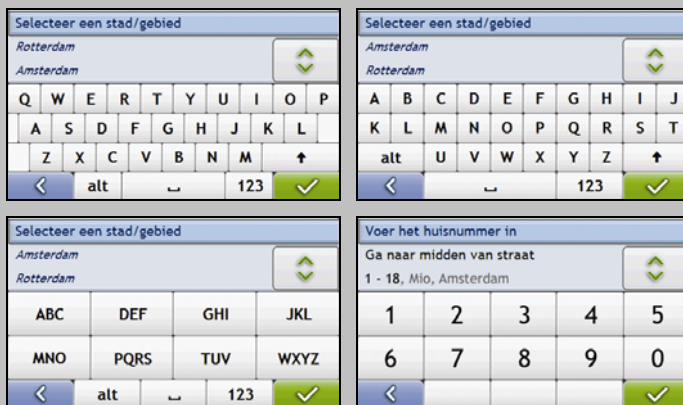 Selecteer een stad/gebied
Rotterdam
Amsterdam
Q W E R T Y U I O P
A S D F G H J K L
Z X C V B N M
alt 123
Selecteer een stad/gebied
Amsterdam
Rotterdam
A B C D E F G H I J
K L M N O P Q R S T
alt U V W X Y Z
123
Selecteer een stad/gebied
Amsterdam
Rotterdam
ABC DEF GHI JKL
MNO PQRS TUV WXYZ
alt 123
Voer het huisnummer in
Ga naar midden van straat
1 - 18, Mio, Amsterdam
1 2 3 4 5
6 7 8 9 0